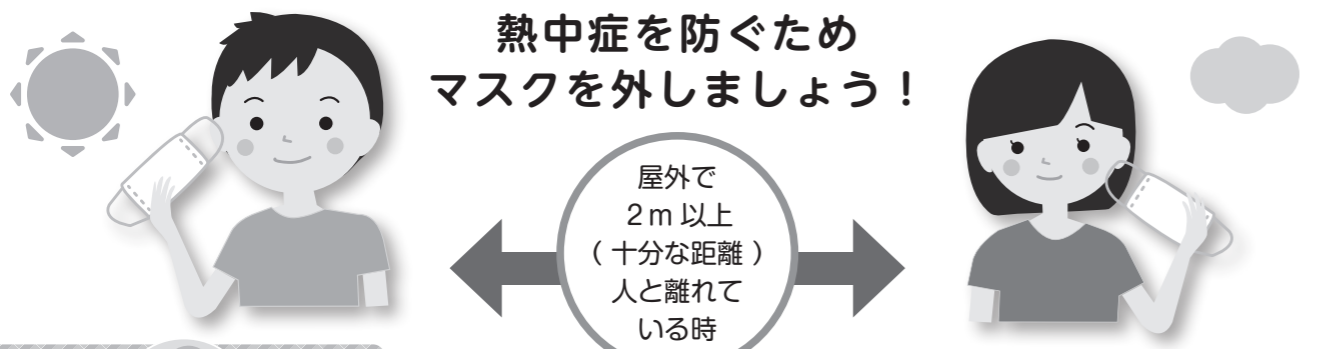 熱中症を防ぐため
マスクを外しましょう！
屋外で
2ｍ以上
( 十分な距離 )
人と離れて
いる時